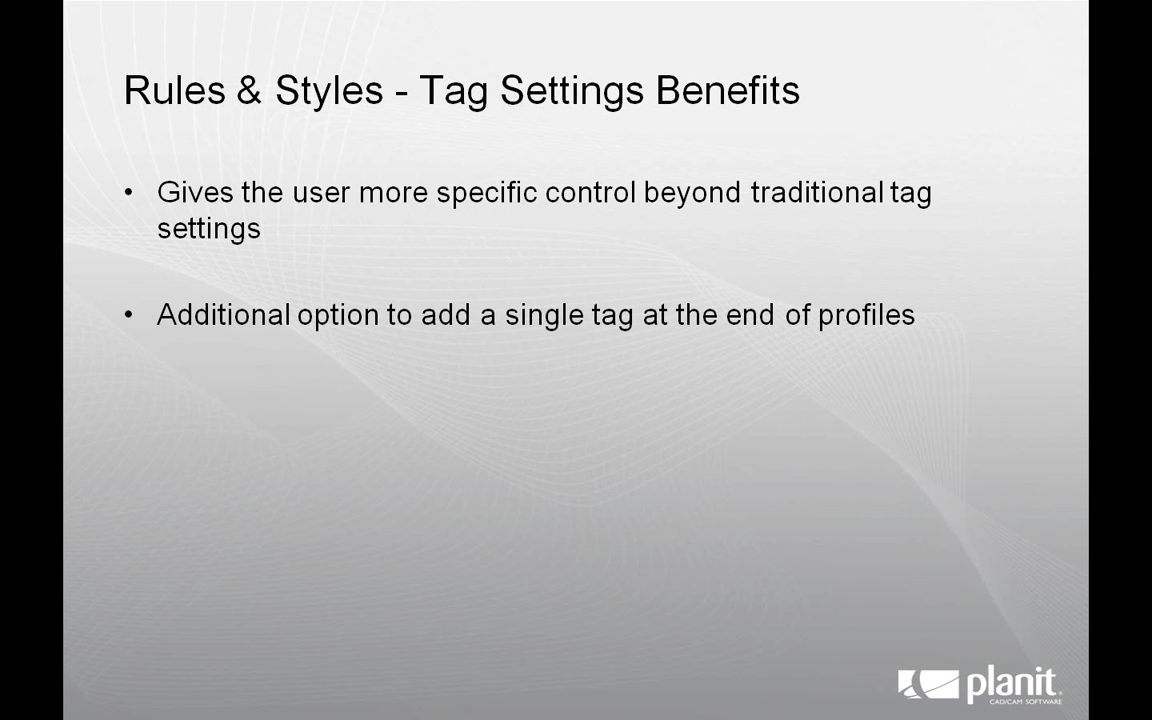 Rules & Styles - Tag Settings Benefits
• Gives the user more specific control beyond traditional tag
settings
• Additional option to add a single tag at the end of profiles
planit
CAD/CAM SOFTWARE